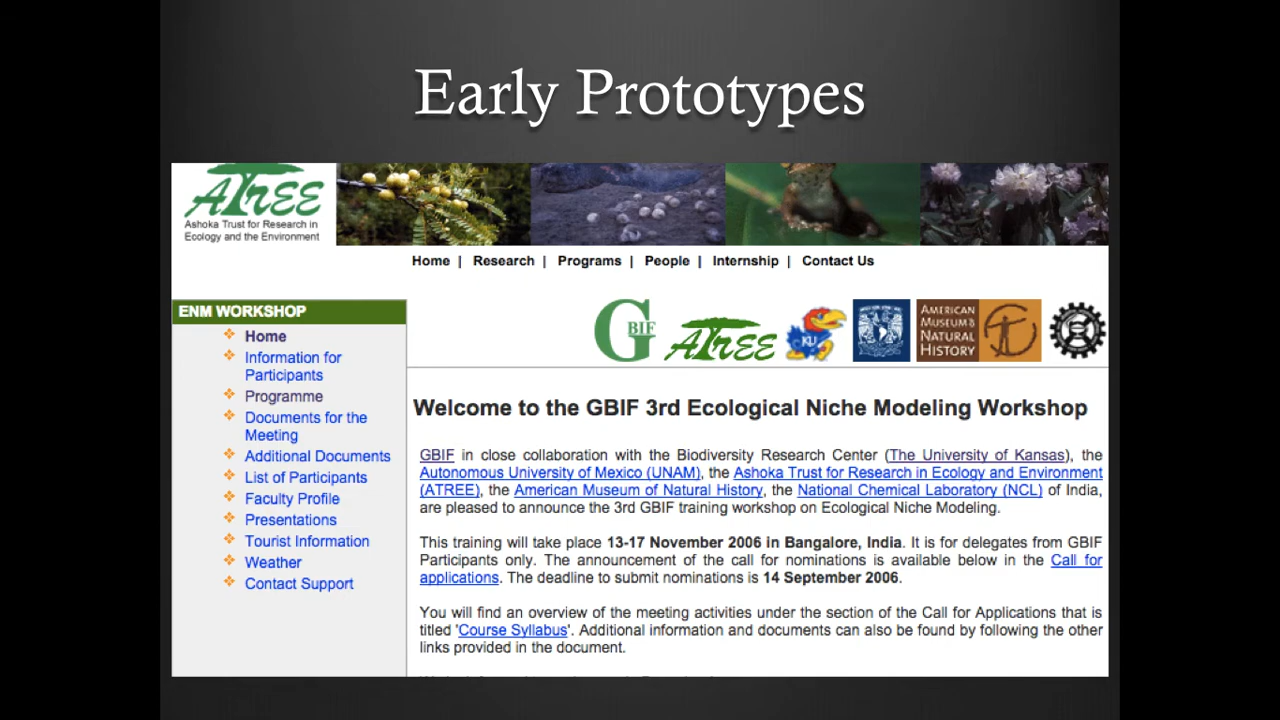 Early Prototypes
ATREE
Ashoka Trust for Research in
Ecology and the Environment
Home | Research | Programs | People | Internship | Contact Us
ENM WORKSHOP
Home
Information for
Participants
Programme
Documents for the
Meeting
Additional Documents
List of Participants
Faculty Profile
Presentations
Tourist Information
Weather
Contact Support
GBIF ATREE KU AMERICAN
MUSEUM &
NATURAL
HISTORY
Welcome to the GBIF 3rd Ecological Niche Modeling Workshop
GBIF in close collaboration with the Biodiversity Research Center (The University of Kansas), the
Autonomous University of Mexico (UNAM), the Ashoka Trust for Research in Ecology and Environment
(ATREE), the American Museum of Natural History, the National Chemical Laboratory (NCL) of India,
are pleased to announce the 3rd GBIF training workshop on Ecological Niche Modeling.
This training will take place 13-17 November 2006 in Bangalore, India. It is for delegates from GBIF
Participants only. The announcement of the call for nominations is available below in the Call for
applications. The deadline to submit nominations is 14 September 2006.
You will find an overview of the meeting activities under the section of the Call for Applications that is
titled 'Course Syllabus'. Additional information and documents can also be found by following the other
links provided in the document.